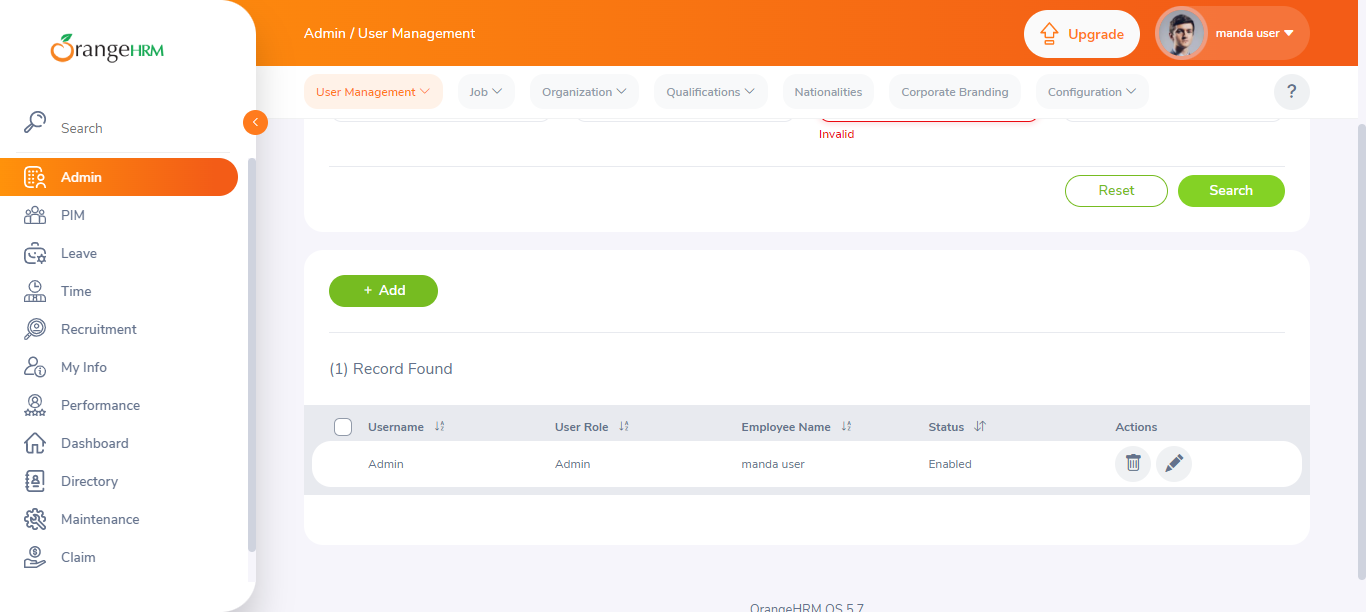 OrangeHRM
Admin / User Management
Upgrade
manda user
User Management
Job
Organization
Qualifications
Nationalities
Corporate Branding
Configuration
?
Search
Admin
PIM
Leave
Time
Recruitment
My Info
Performance
Dashboard
Directory
Maintenance
Claim
Invalid
Reset
Search
+ Add
(1) Record Found
Username
User Role
Employee Name
Status
Actions
Admin
Admin
manda user
Enabled
OrangeHRM OS 5.7